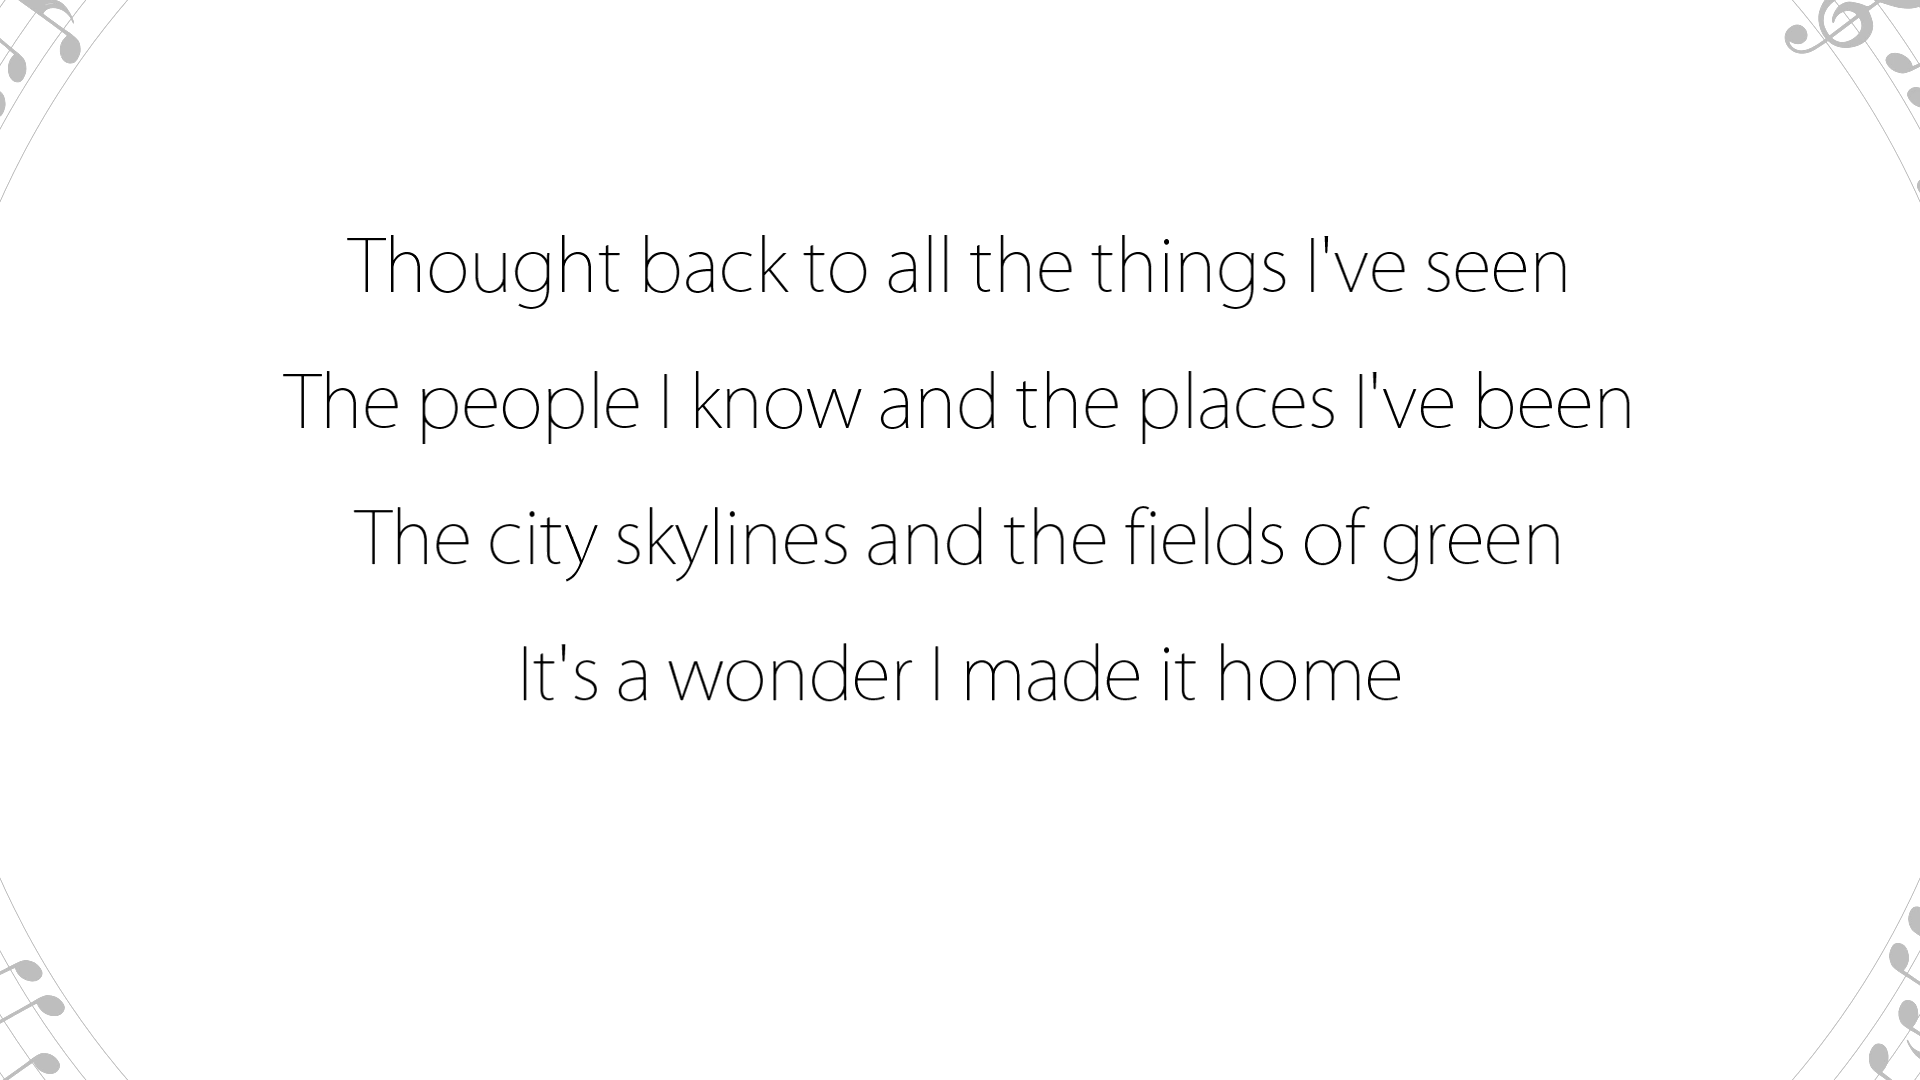 Thought back to all the things I've seen
The people I know and the places I've been
The city skylines and the fields of green
It's a wonder I made it home